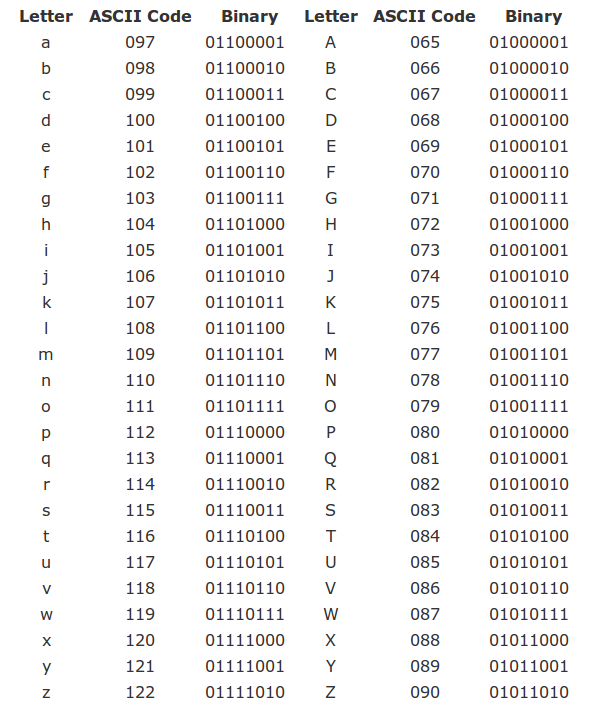 Letter ASCII Code Binary Letter ASCII Code Binary
a 097 01100001 A 065 01000001
b 098 01100010 B 066 01000010
c 099 01100011 C 067 01000011
d 100 01100100 D 068 01000100
e 101 01100101 E 069 01000101
f 102 01100110 F 070 01000110
g 103 01100111 G 071 01000111
h 104 01101000 H 072 01001000
i 105 01101001 I 073 01001001
j 106 01101010 J 074 01001010
k 107 01101011 K 075 01001011
l 108 01101100 L 076 01001100
m 109 01101101 M 077 01001101
n 110 01101110 N 078 01001110
o 111 01101111 O 079 01001111
p 112 01110000 P 080 01010000
q 113 01110001 Q 081 01010001
r 114 01110010 R 082 01010010
s 115 01110011 S 083 01010011
t 116 01110100 T 084 01010100
u 117 01110101 U 085 01010101
v 118 01110110 V 086 01010110
w 119 01110111 W 087 01010111
x 120 01111000 X 088 01011000
y 121 01111001 Y 089 01011001
z 122 01111010 Z 090 01011010